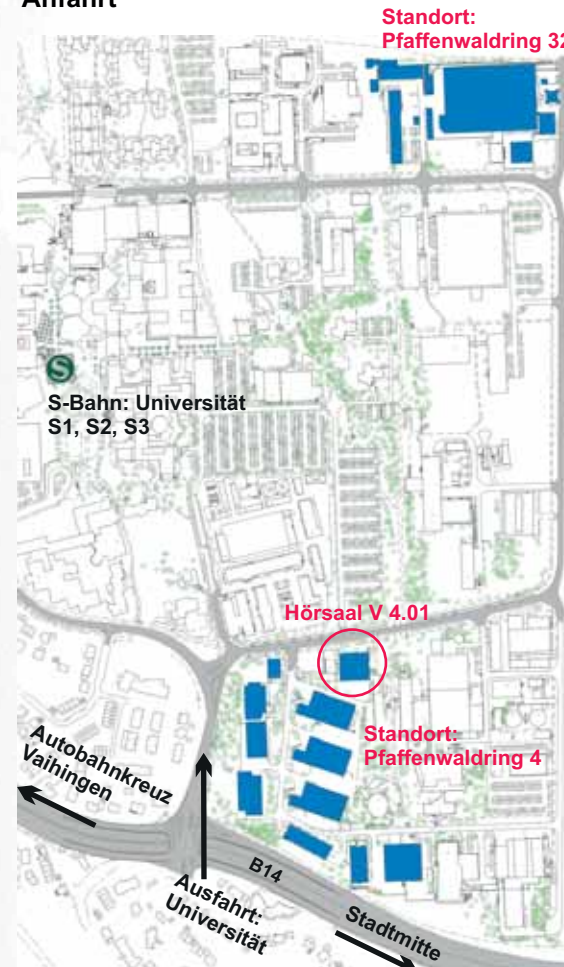 Anfahrt
Standort:
Pfaffenwaldring 32
S
S-Bahn: Universität
S1, S2, S3
Hörsaal V 4.01
Standort:
Pfaffenwaldring 4
Autobahnkreuz
Vaihingen
B14
Ausfahrt:
Universität
Stadtmitte